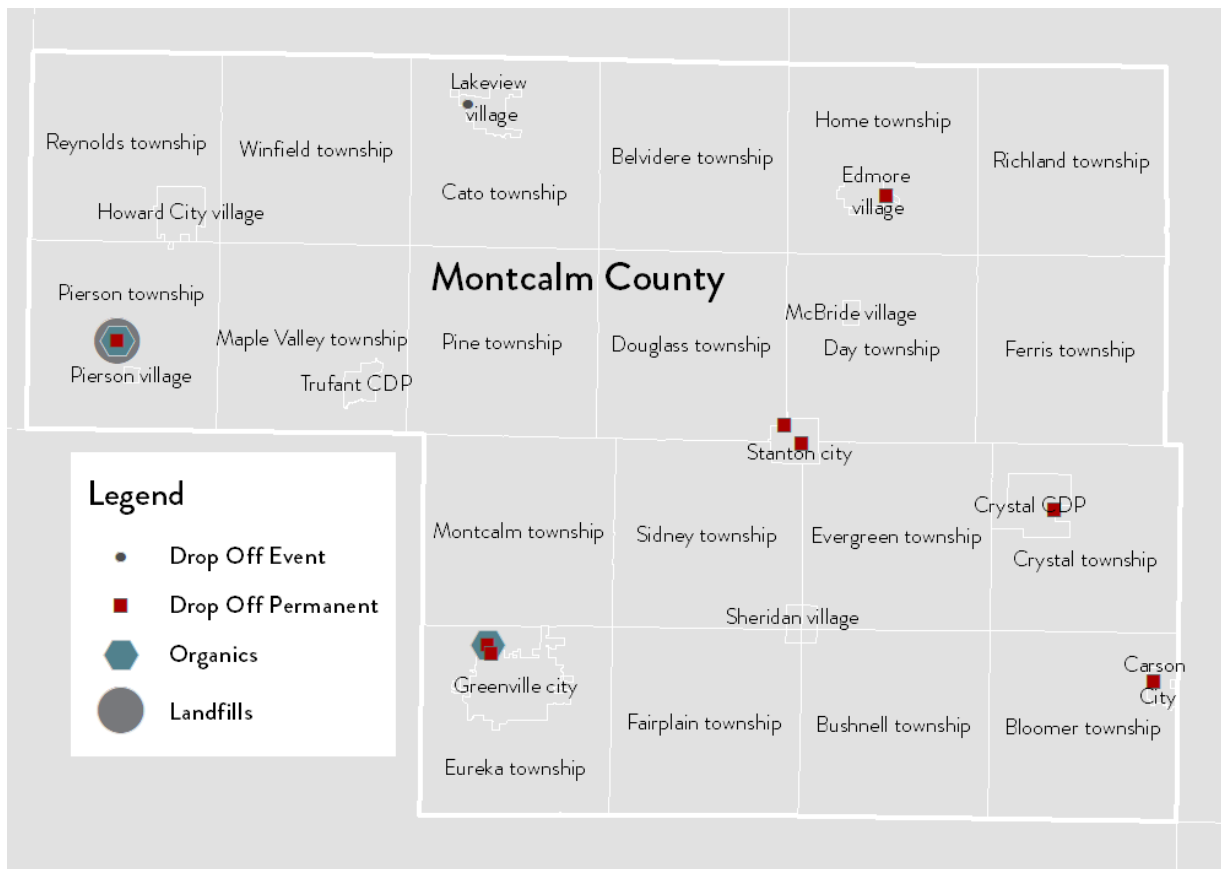 Lakeview
village
Reynolds township
Winfield township
Cato township
Belvidere township
Home township
Edmore
village
Richland township
Howard City village
Montcalm County
Pierson township
Pierson village
Maple Valley township
Trufant CDP
Pine township
Douglass township
McBride village
Day township
Ferris township
Stanton city
Legend
Drop Off Event
Drop Off Permanent
Organics
Landfills
Montcalm township
Sidney township
Evergreen township
Crystal CDP
Crystal township
Sheridan village
Greenville city
Eureka township
Fairplain township
Bushnell township
Bloomer township
Carson
City